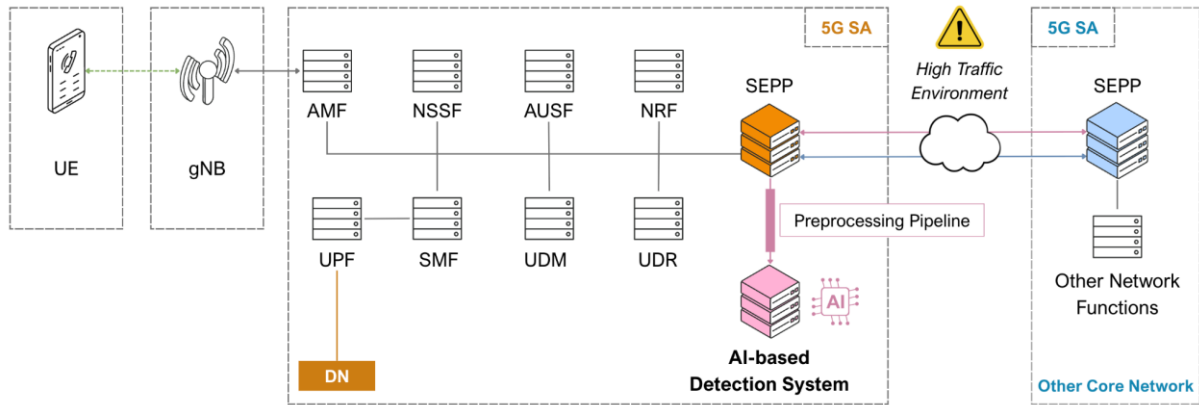 5G SA
5G SA
High Traffic
Environment
SEPP
SEPP
AMF
NSSF
AUSF
NRF
UE
gNB
Preprocessing Pipeline
UPF
SMF
UDM
UDR
AI
Other Network
Functions
DN
AI-based
Detection System
Other Core Network